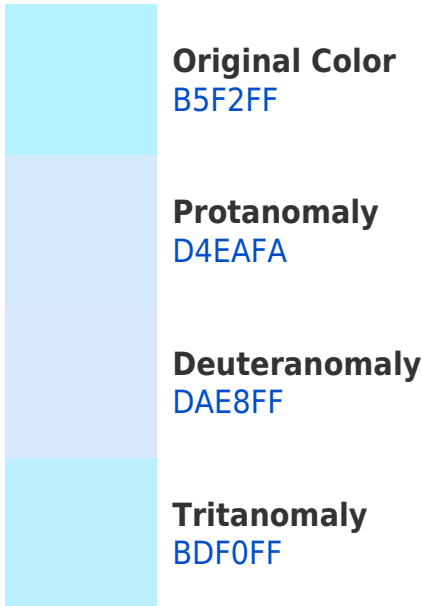 Original Color
B5F2FF
Protanomaly
D4EAFA
Deuteranomaly
DAE8FF
Tritanomaly
BDF0FF